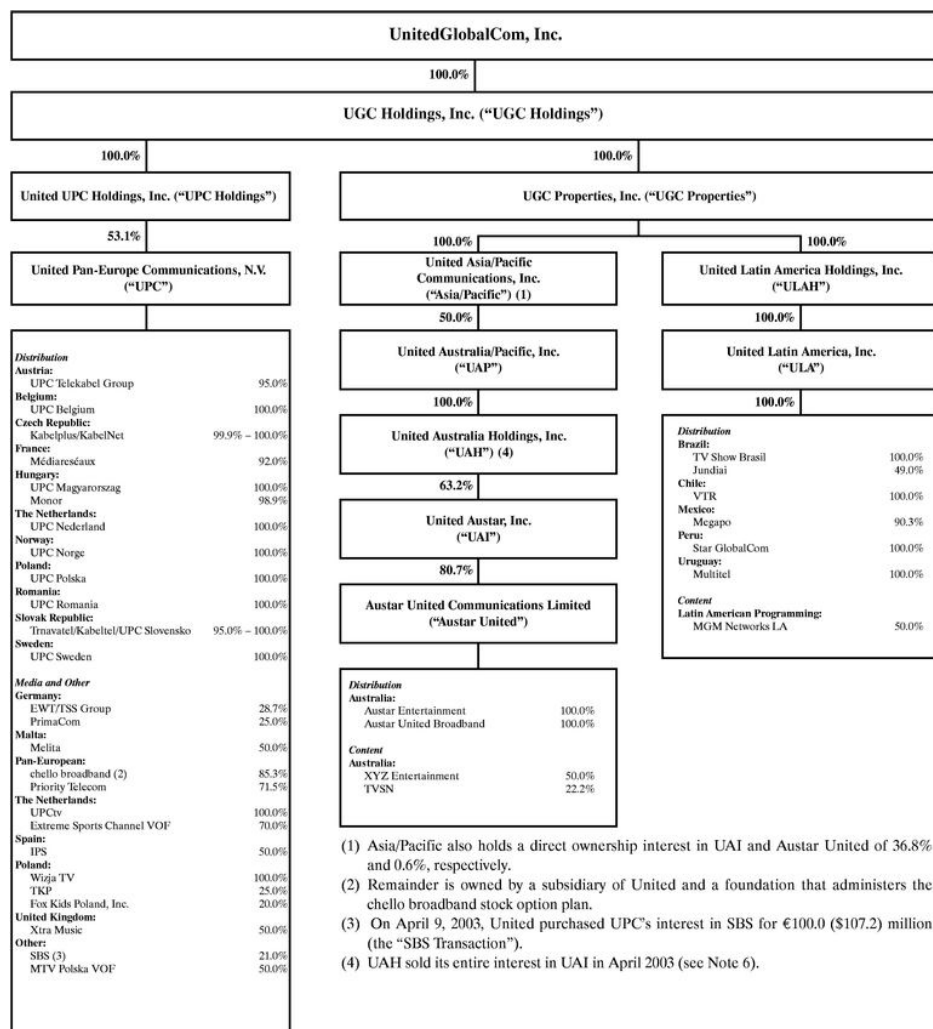 UnitedGlobalCom, Inc.
100.0%
UGC Holdings, Inc. (“UGC Holdings”)
100.0%
100.0%
United UPC Holdings, Inc. (“UPC Holdings”)
UGC Properties, Inc. (“UGC Properties”)
53.1%
100.0%
100.0%
United Pan-Europe Communications, N.V.
(“UPC”)
United Asia/Pacific
Communications, Inc.
(“Asia/Pacific”) (1)
United Latin America Holdings, Inc.
(“ULAH”)
50.0%
100.0%
United Australia/Pacific, Inc.
(“UAP”)
United Latin America, Inc.
(“ULA”)
100.0%
100.0%
United Australia Holdings, Inc.
(“UAH”) (4)
63.2%
United Austar, Inc.
(“UAI”)
80.7%
Austar United Communications Limited
(“Austar United”)
Distribution
Austria:
UPC Telekabel Group 95.0%
Belgium:
UPC Belgium 100.0%
Czech Republic:
Kabelplus/KabelNet 99.9% – 100.0%
France:
Médiaréseaux 92.0%
Hungary:
UPC Magyarorszag 100.0%
Monor 98.9%
The Netherlands:
UPC Nederland 100.0%
Norway:
UPC Norge 100.0%
Poland:
UPC Polska 100.0%
Romania:
UPC Romania 100.0%
Slovak Republic:
Trnavatel/Kabeltel/UPC Slovensko 95.0% – 100.0%
Sweden:
UPC Sweden 100.0%
Media and Other
Germany:
EWT/TSS Group 28.7%
PrimaCom 25.0%
Malta:
Melita 50.0%
Pan-European:
chello broadband (2) 85.3%
Priority Telecom 71.5%
The Netherlands:
UPCtv 100.0%
Extreme Sports Channel VOF 70.0%
Spain:
IPS 50.0%
Poland:
Wizja TV 100.0%
TKP 25.0%
Fox Kids Poland, Inc. 20.0%
United Kingdom:
Xtra Music 50.0%
Other:
SBS (3) 21.0%
MTV Polska VOF 50.0%
Distribution
Australia:
Austar Entertainment 100.0%
Austar United Broadband 100.0%
Content
Australia:
XYZ Entertainment 50.0%
TVSN 22.2%
Distribution
Brazil:
TV Show Brasil 100.0%
Jundiai 49.0%
Chile:
VTR 100.0%
Mexico:
Megapo 90.3%
Peru:
Star GlobalCom 100.0%
Uruguay:
Multitel 100.0%
Content
Latin American Programming:
MGM Networks LA 50.0%
(1) Asia/Pacific also holds a direct ownership interest in UAI and Austar United of 36.8%
and 0.6%, respectively.
(2) Remainder is owned by a subsidiary of United and a foundation that administers the
chello broadband stock option plan.
(3) On April 9, 2003, United purchased UPC’s interest in SBS for €100.0 ($107.2) million
(the “SBS Transaction”).
(4) UAH sold its entire interest in UAI in April 2003 (see Note 6).